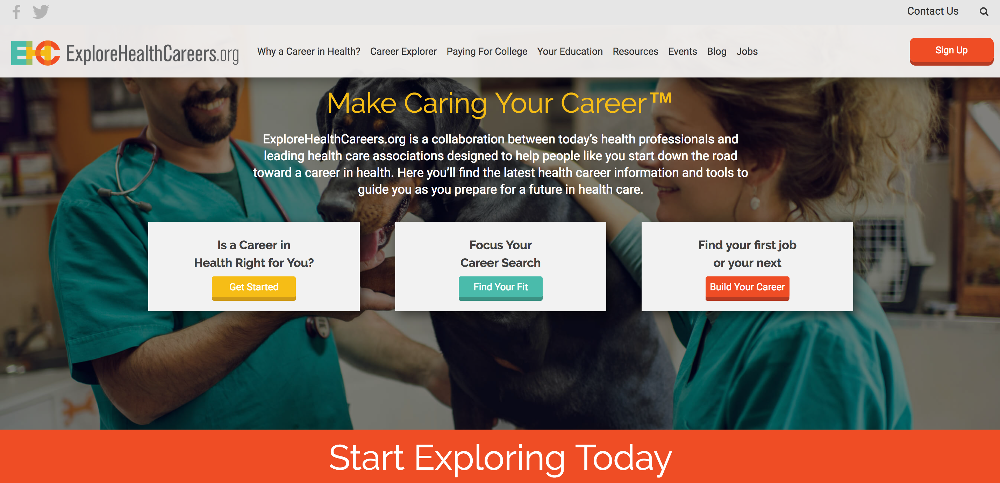 Contact Us
EHC ExploreHealthCareers.org
Why a Career in Health? Career Explorer Paying For College Your Education Resources Events Blog Jobs
Sign Up
Make Caring Your Career™
ExploreHealthCareers.org is a collaboration between today’s health professionals and
leading health care associations designed to help people like you start down the road
toward a career in health. Here you’ll find the latest health career information and tools to
guide you as you prepare for a future in health care.
Is a Career in
Health Right for You?
Get Started
Focus Your
Career Search
Find Your Fit
Find your first job
or your next
Build Your Career
Start Exploring Today